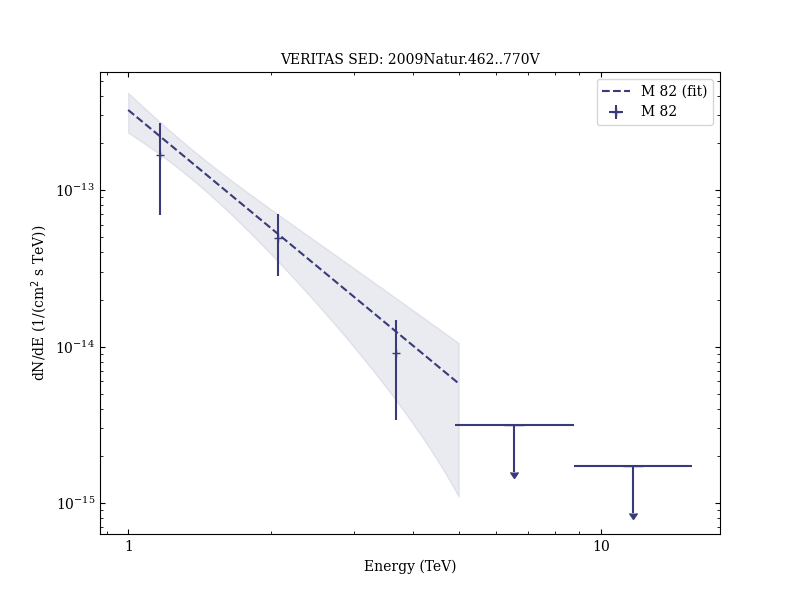 VERITAS SED: 2009Natur.462..770V
M 82 (fit)
M 82
10⁻¹³
10⁻¹⁴
10⁻¹⁵
dN/dE (1/(cm² s TeV))
1
10
Energy (TeV)